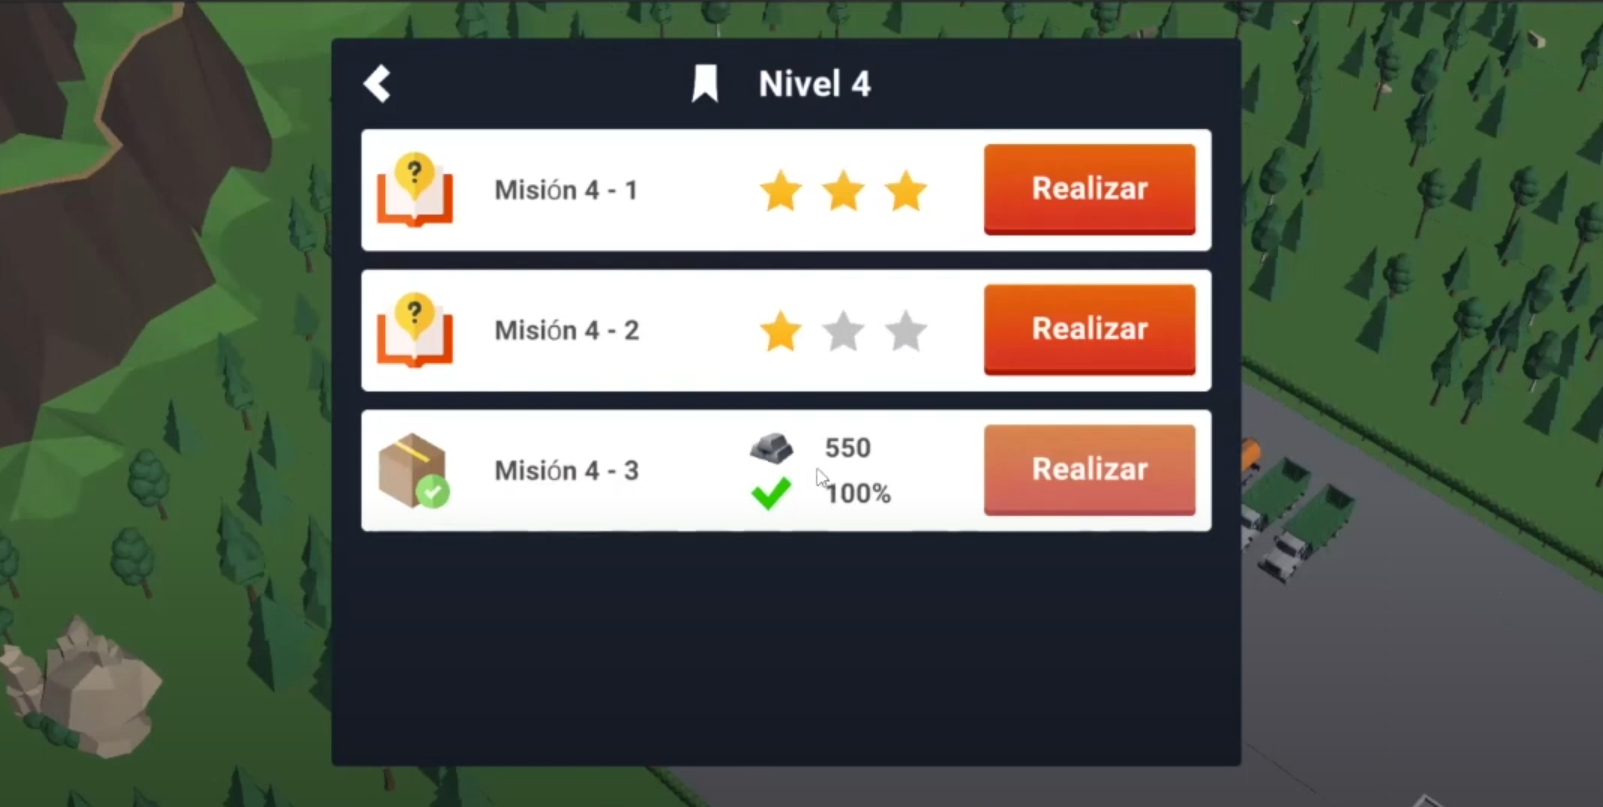 Nivel 4
?
Misión 4 - 1
Realizar
?
Misión 4 - 2
Realizar
Misión 4 - 3
550
100%
Realizar